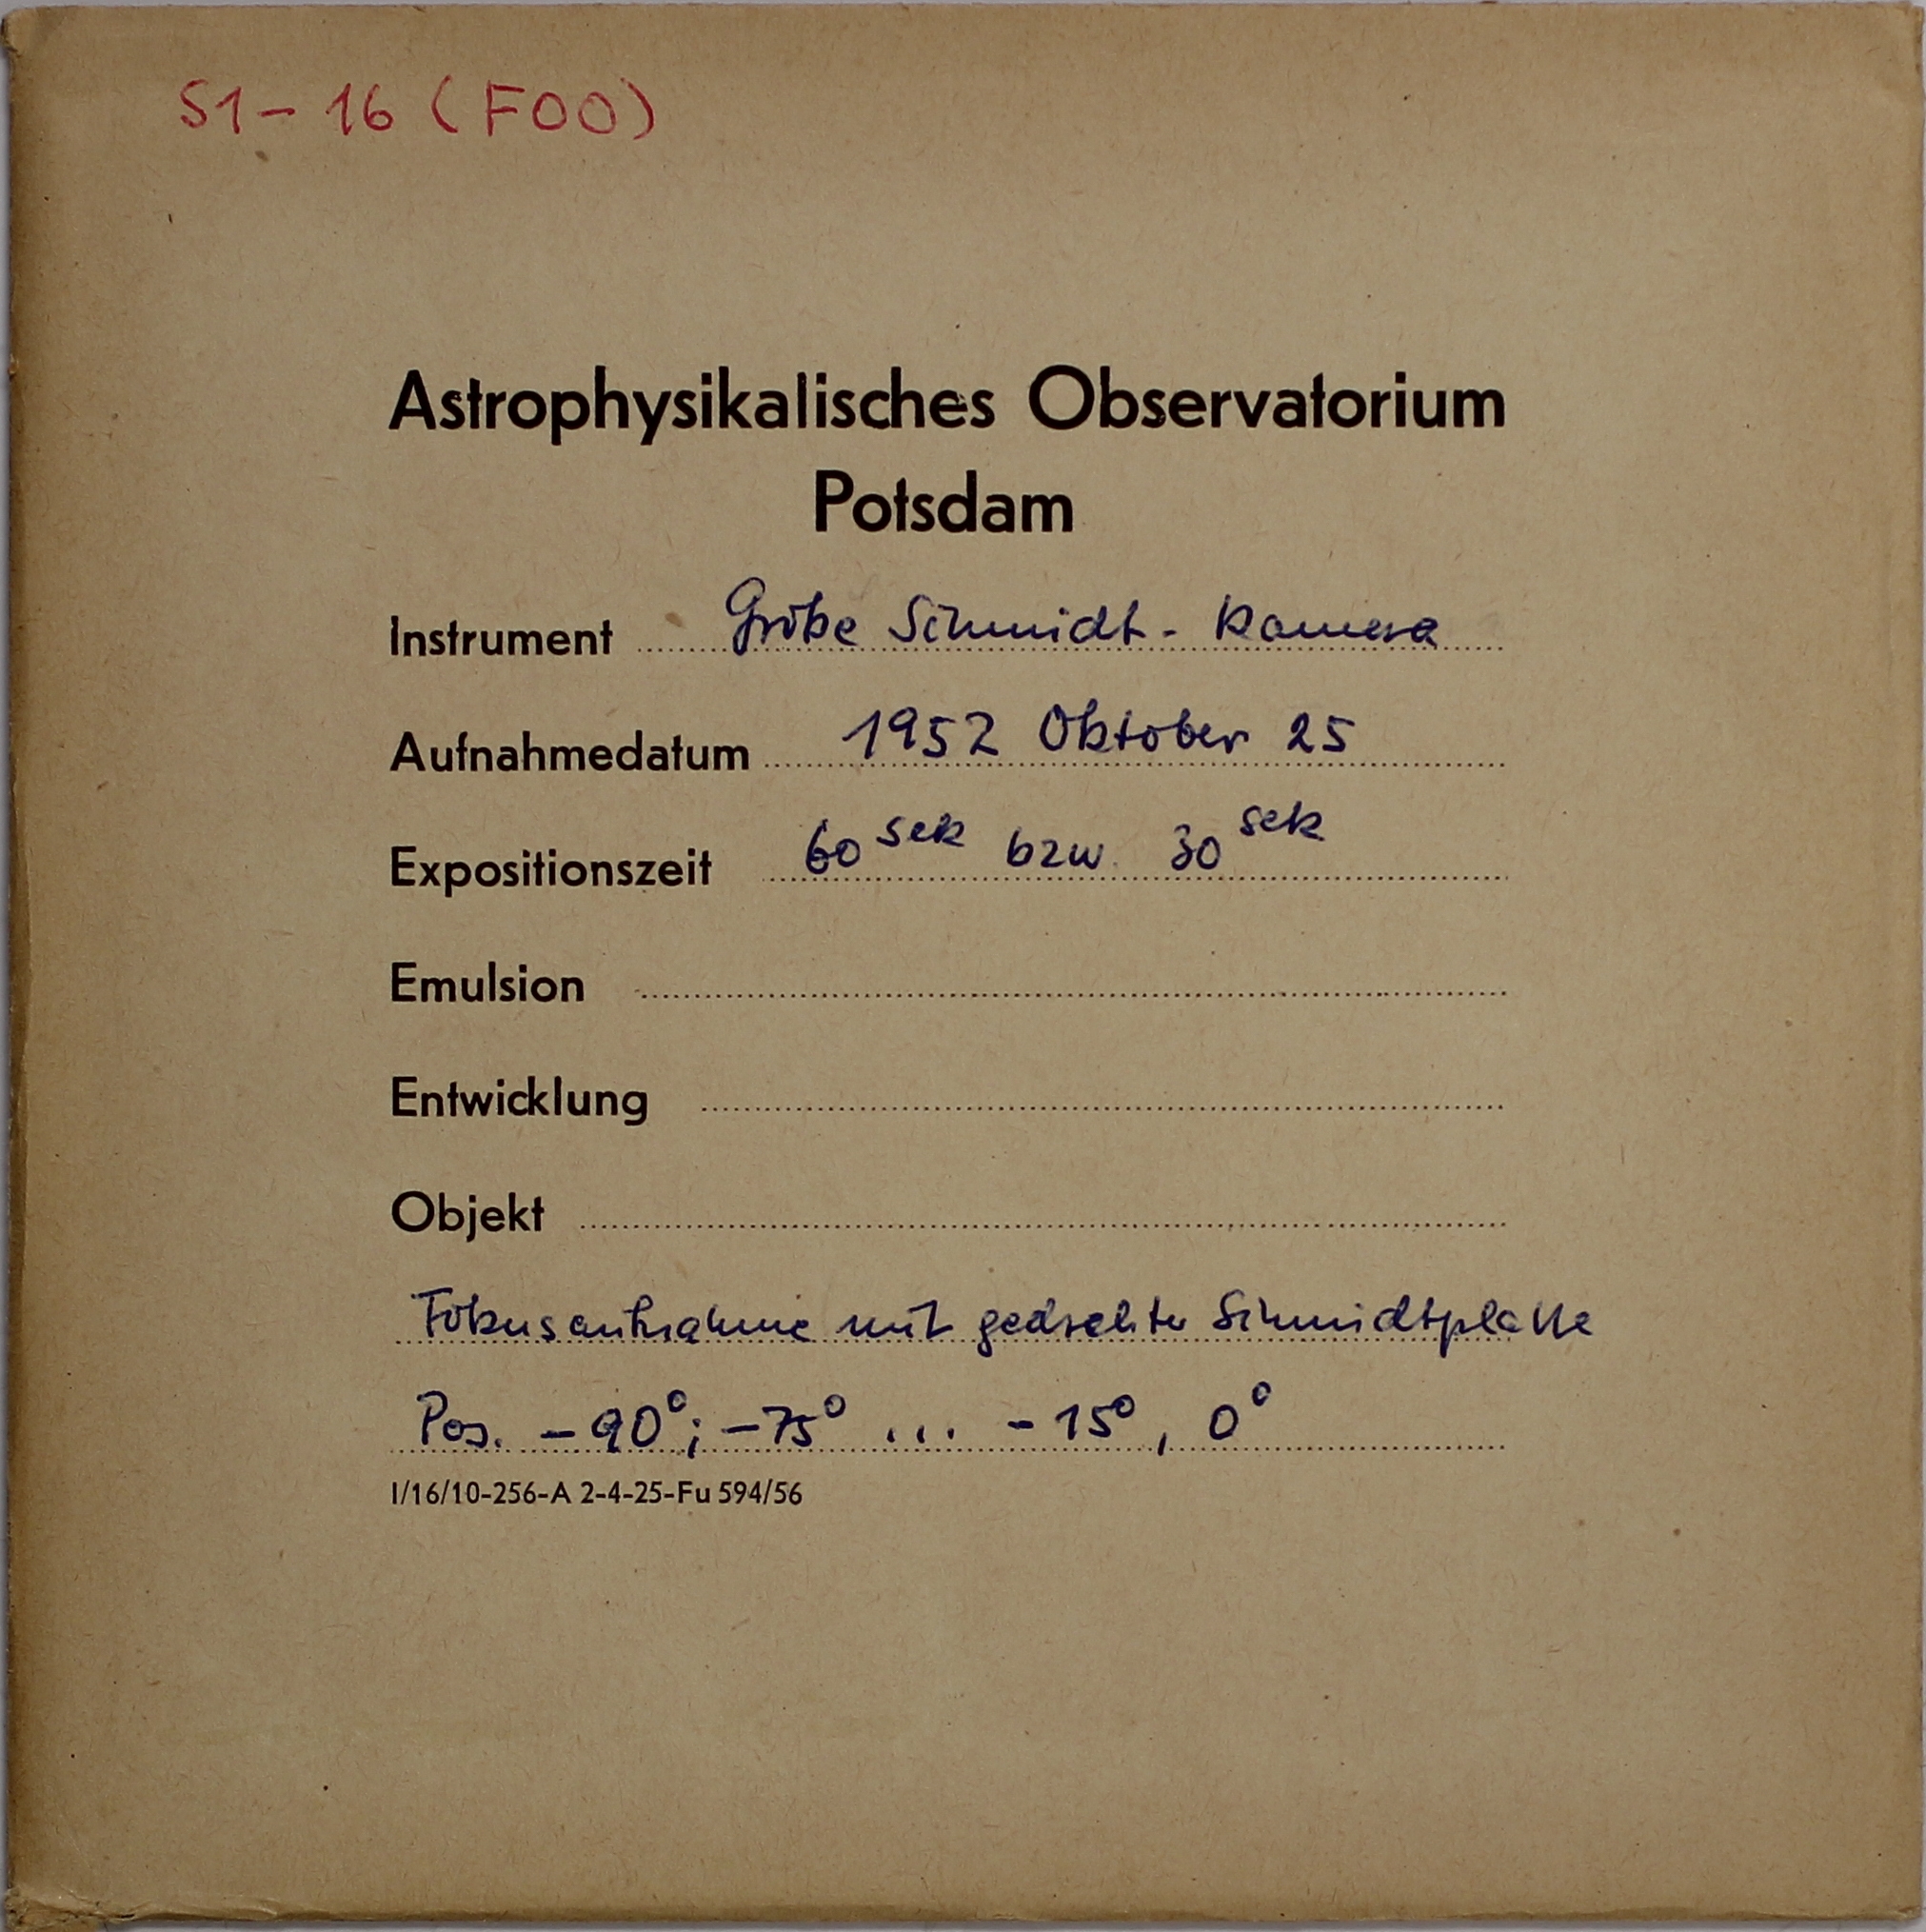 S1-16 (F00)
Astrophysikalisches Observatorium
Potsdam
Instrument Große Schmidt-Kamera
Aufnahmedatum 1952 Oktober 25
Expositionszeit 60 sek bzw. 30 sek
Emulsion
Entwicklung
Objekt
Fokusaufnahme mit gedrehter Schmidtplatte
Pos. -90°; -75° ... -15°, 0°
I/16/10-256-A 2-4-25-Fu 594/56